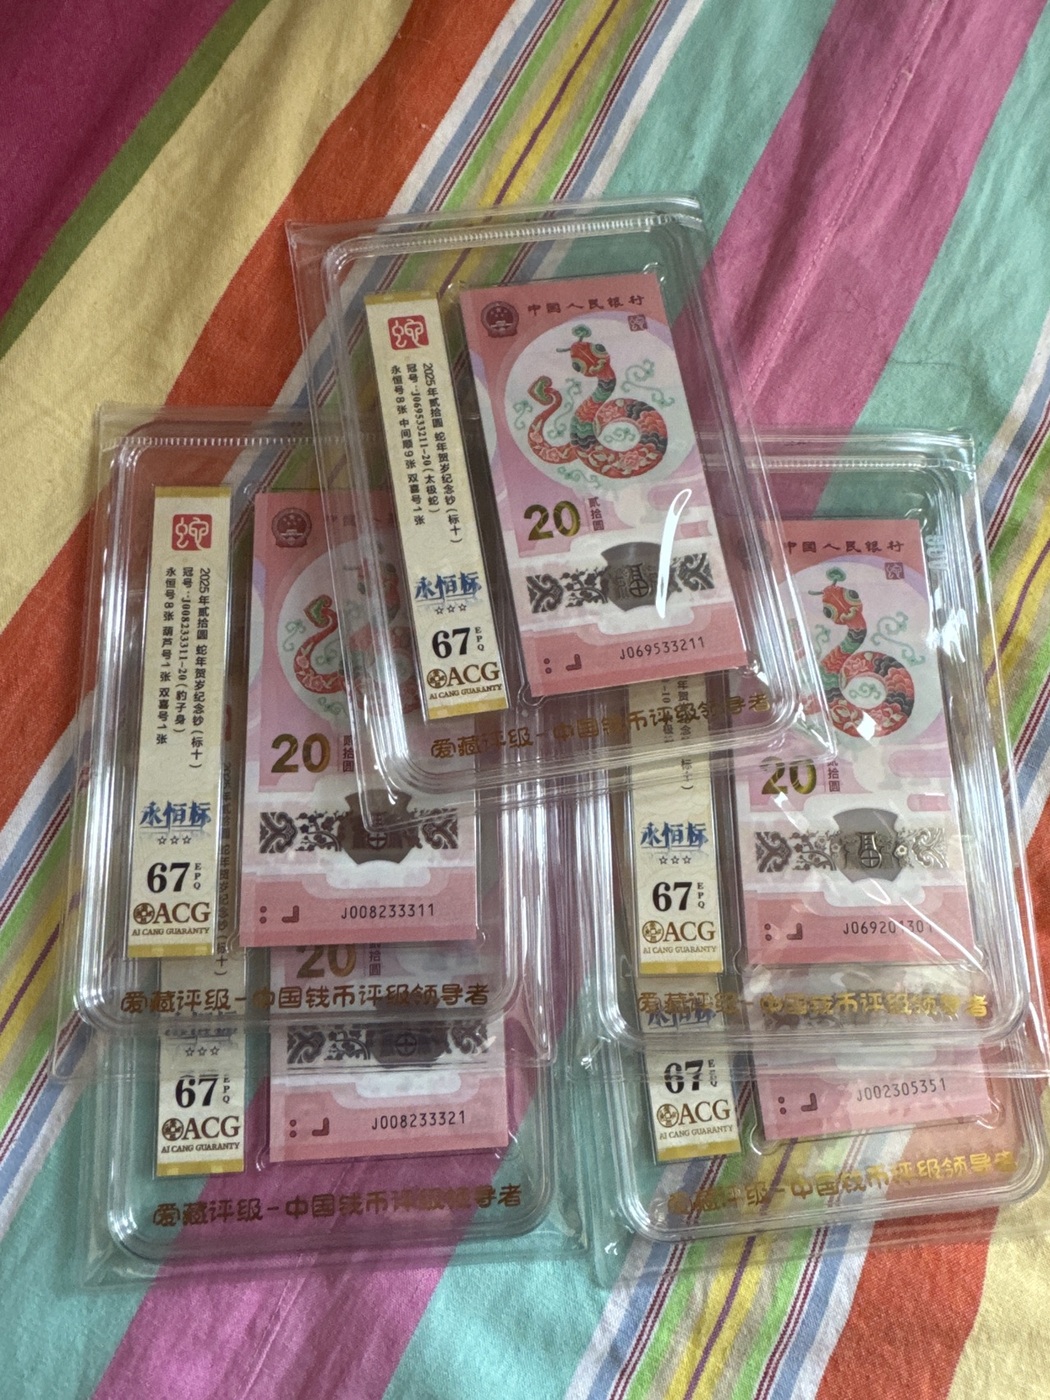 中国人民银行
20
贰拾圆
J069533211
蛇
2025年贰拾圆 蛇年贺岁纪念钞(标十)
冠号:J069533211-20(太极蛇)
永恒号8张 中间顺9张 双嘉号1张
永恒标
☆☆☆
67 EPQ
ACG
AI CANG GUARANTY
爱藏评级-中国钱币评级领导者
2025年贰拾圆 蛇年贺岁纪念钞(标十)
冠号:J008233311-20(豹子身)
永恒号8张 葫芦号1张 双嘉号1张
永恒标
☆☆☆
67 EPQ
ACG
AI CANG GUARANTY
20
J008233311
爱藏评级-中国钱币评级领导者
中国人民银行
20
贰拾圆
永恒标
☆☆☆
67 EPQ
ACG
AI CANG GUARANTY
爱藏评级-中国钱币评级领导者
20
拾圆
☆☆☆
67 EPQ
ACG
AI CANG GUARANTY
J008233321
爱藏评级-中国钱币评级领导者
67
ACG
AI CANG GUARANTY
J002305351
爱藏评级-中国钱币评级领导者